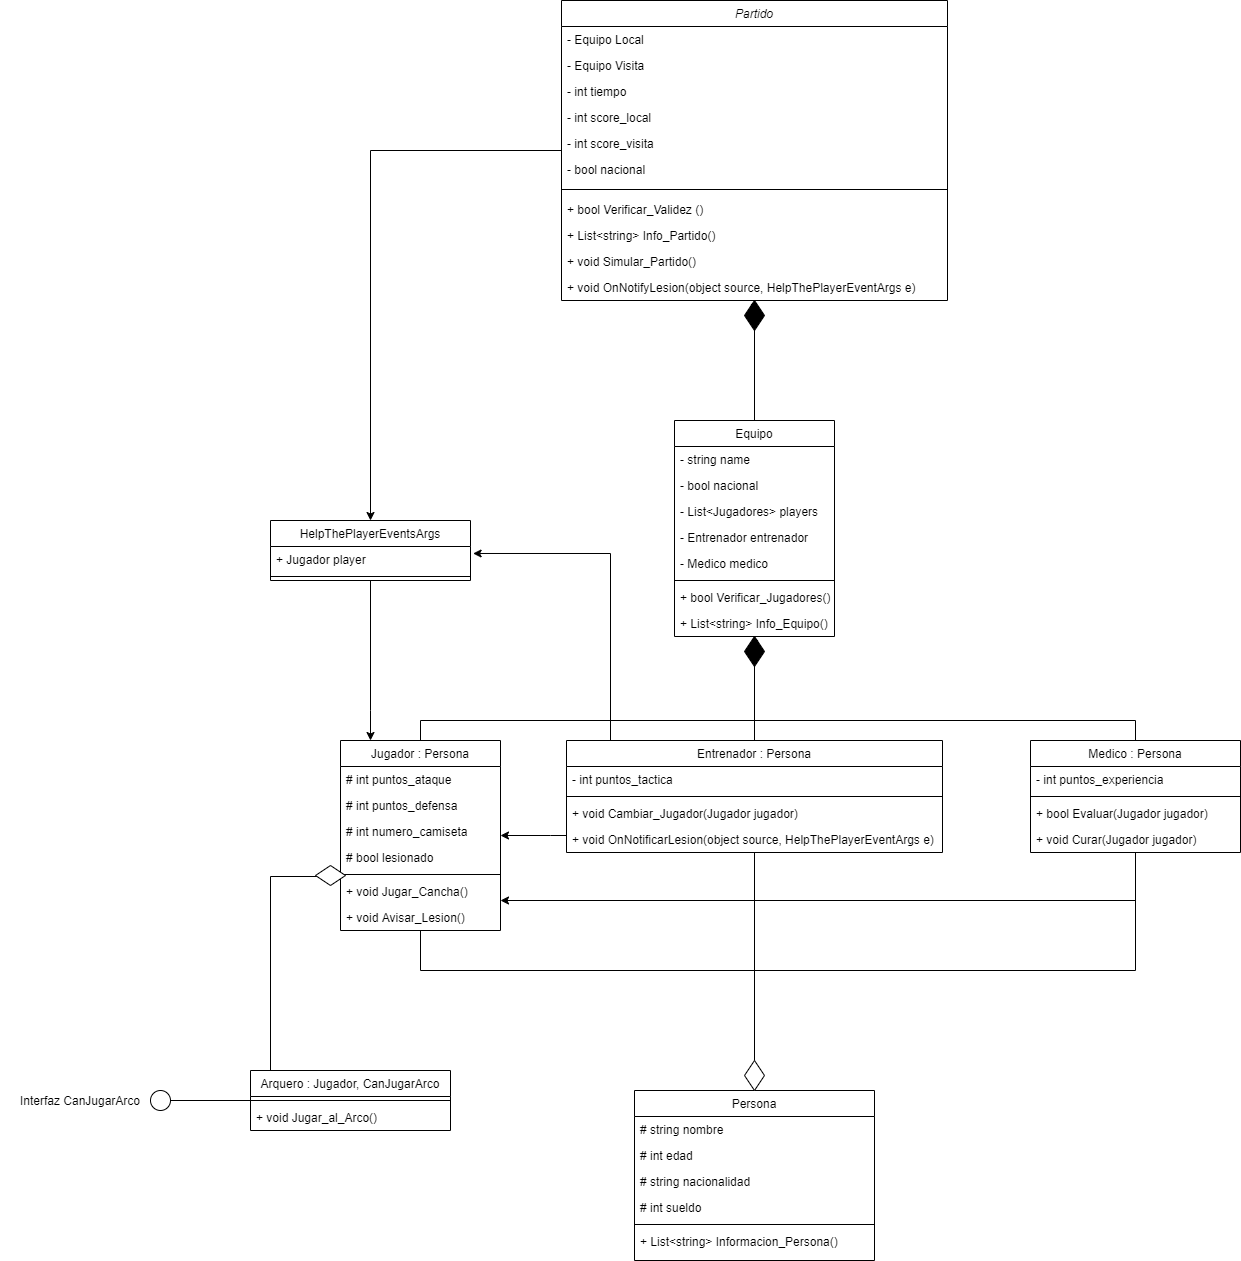 Partido
- Equipo Local
- Equipo Visita
- int tiempo
- int score_local
- int score_visita
- bool nacional
+ bool Verificar_Validez ()
+ List<string> Info_Partido()
+ void Simular_Partido()
+ void OnNotifyLesion(object source, HelpThePlayerEventArgs e)
Equipo
- string name
- bool nacional
- List<Jugadores> players
- Entrenador entrenador
- Medico medico
+ bool Verificar_Jugadores()
+ List<string> Info_Equipo()
HelpThePlayerEventsArgs
+ Jugador player
Jugador : Persona
# int puntos_ataque
# int puntos_defensa
# int numero_camiseta
# bool lesionado
+ void Jugar_Cancha()
+ void Avisar_Lesion()
Entrenador : Persona
- int puntos_tactica
+ void Cambiar_Jugador(Jugador jugador)
+ void OnNotificarLesion(object source, HelpThePlayerEventArgs e)
Medico : Persona
- int puntos_experiencia
+ bool Evaluar(Jugador jugador)
+ void Curar(Jugador jugador)
Interfaz CanJugarArco
Arquero : Jugador, CanJugarArco
+ void Jugar_al_Arco()
Persona
# string nombre
# int edad
# string nacionalidad
# int sueldo
+ List<string> Informacion_Persona()